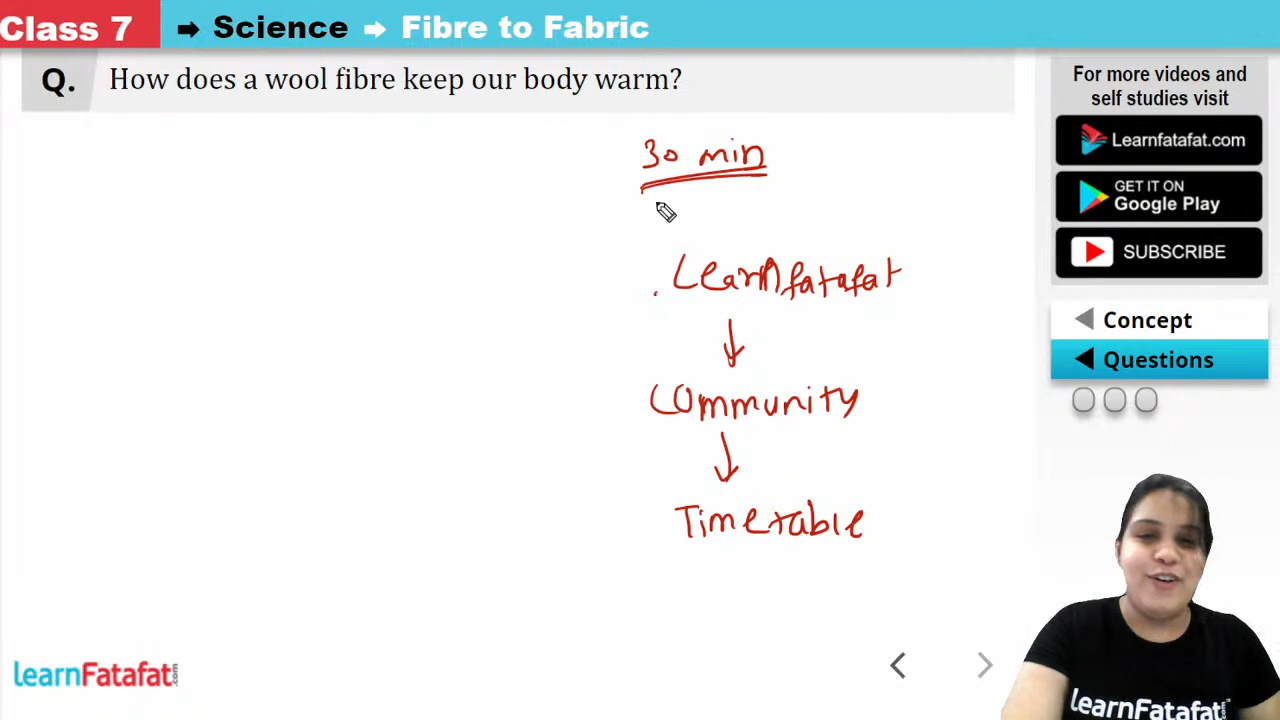 Class 7 ➡ Science ➡ Fibre to Fabric
Q. How does a wool fibre keep our body warm?
30 min
Learnfatafat
↓
Community
↓
Timetable
For more videos and
self studies visit
Learnfatafat.com
GET IT ON
Google Play
SUBSCRIBE
Concept
Questions
learnFatafat.com
learnFatafat.com